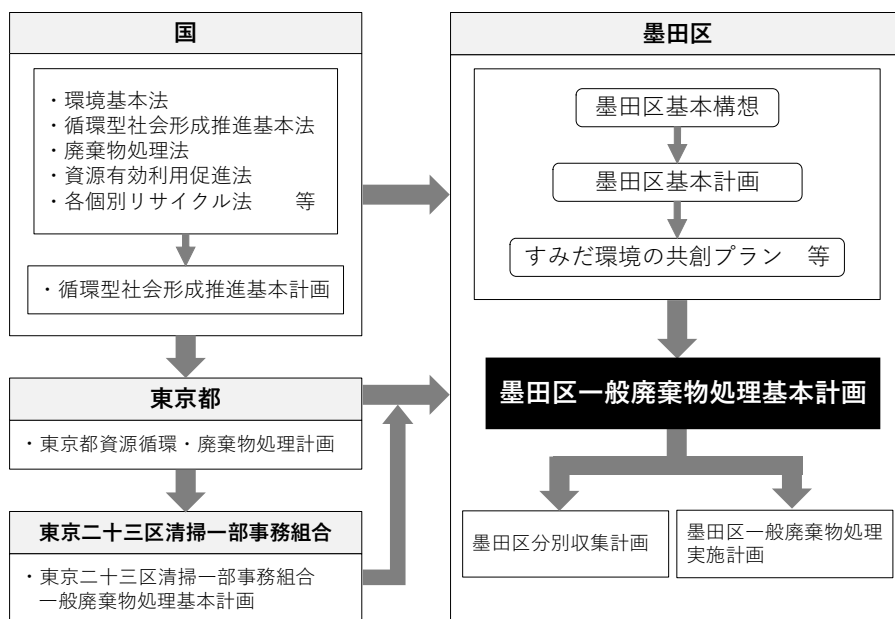 国
・環境基本法
・循環型社会形成推進基本法
・廃棄物処理法
・資源有効利用促進法
・各個別リサイクル法　　等
・循環型社会形成推進基本計画
東京都
・東京都資源循環・廃棄物処理計画
東京二十三区清掃一部事務組合
・東京二十三区清掃一部事務組合
一般廃棄物処理基本計画
墨田区
墨田区基本構想
墨田区基本計画
すみだ環境の共創プラン　等
墨田区一般廃棄物処理基本計画
墨田区分別収集計画
墨田区一般廃棄物処理
実施計画